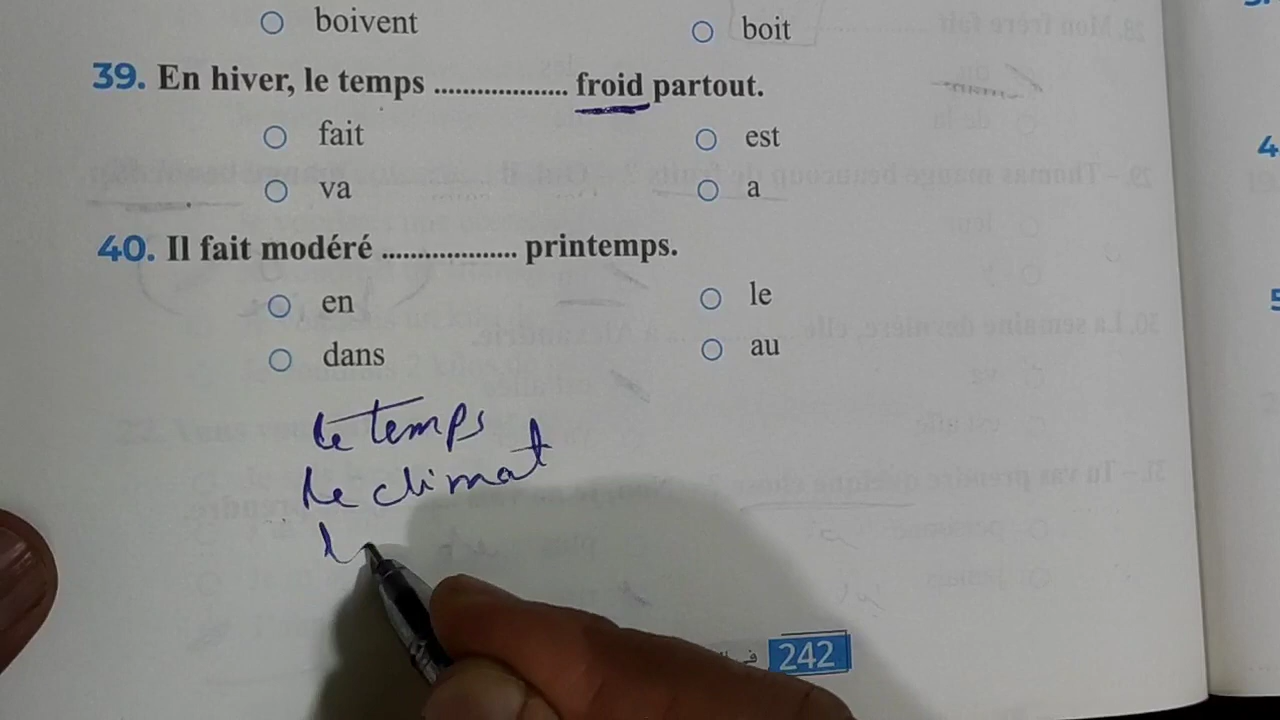 boivent boit
39. En hiver, le temps ................... froid partout.
fait est
va a
40. Il fait modéré ................... printemps.
en le
dans au
le temps
le climat
l
242